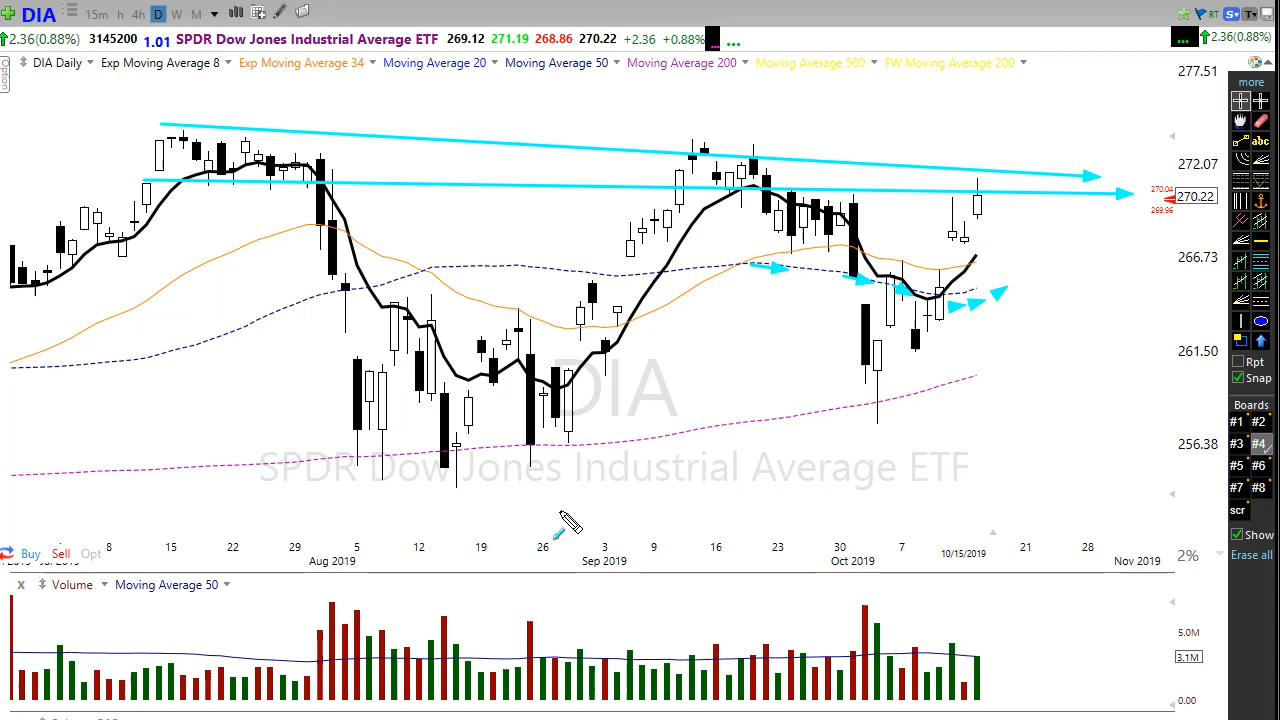 DIA 15m h 4h D W M RT S T
2.36(0.88%) 3145200 1.01 SPDR Dow Jones Industrial Average ETF 269.12 271.19 268.86 270.22 +2.36 +0.88% ... ... 2.36(0.88%)
Option
DIA Daily Exp Moving Average 8 Exp Moving Average 34 Moving Average 20 Moving Average 50 Moving Average 200 Moving Average 500 FW Moving Average 200
277.51
272.07
270.04
270.22
269.96
266.73
261.50
256.38
DIA
SPDR Dow Jones Industrial Average ETF
8 15 22 29 5 12 19 26 3 9 16 23 30 7 10/15/2019 21 28
Aug 2019 Sep 2019 Oct 2019 Nov 2019
Buy Sell Opt
2%
X Volume Moving Average 50
5.0M
3.1M
0.00
more
abc
Rpt
Snap
Boards
#1 #2
#3 #4
#5 #6
#7 #8
scr
Show
Erase all